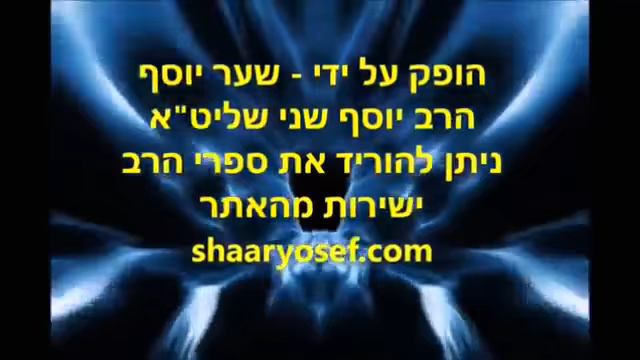 הופק על ידי - שער יוסף
הרב יוסף שני שליט"א
ניתן להוריד את ספרי הרב
ישירות מהאתר
shaaryosef.com